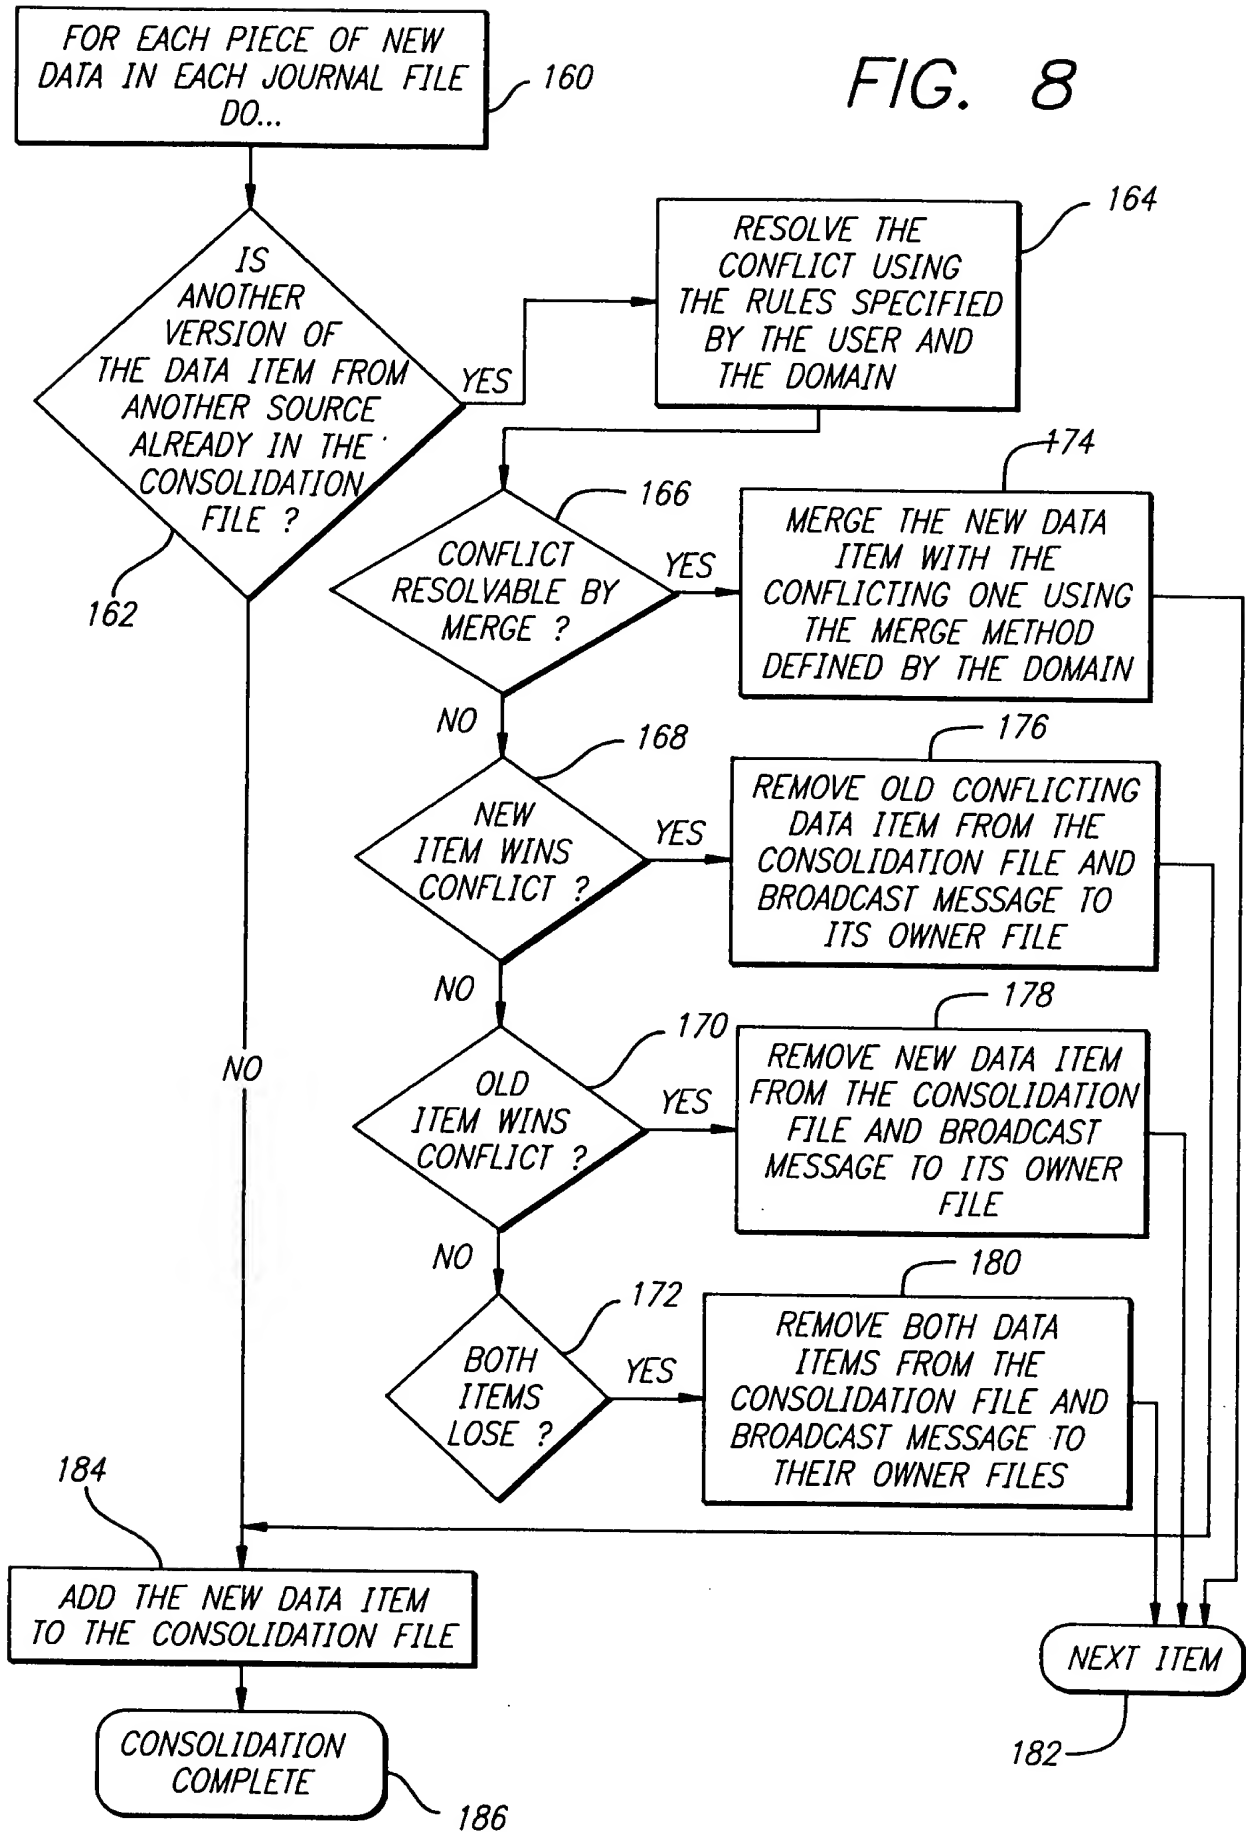 FOR EACH PIECE OF NEW
DATA IN EACH JOURNAL FILE
DO...
160
FIG. 8
IS
ANOTHER
VERSION OF
THE DATA ITEM FROM
ANOTHER SOURCE
ALREADY IN THE
CONSOLIDATION
FILE ?
162
YES
RESOLVE THE
CONFLICT USING
THE RULES SPECIFIED
BY THE USER AND
THE DOMAIN
164
CONFLICT
RESOLVABLE BY
MERGE ?
166
YES
MERGE THE NEW DATA
ITEM WITH THE
CONFLICTING ONE USING
THE MERGE METHOD
DEFINED BY THE DOMAIN
174
NO
NEW
ITEM WINS
CONFLICT ?
168
YES
REMOVE OLD CONFLICTING
DATA ITEM FROM THE
CONSOLIDATION FILE AND
BROADCAST MESSAGE TO
ITS OWNER FILE
176
NO
OLD
ITEM WINS
CONFLICT ?
170
YES
REMOVE NEW DATA ITEM
FROM THE CONSOLIDATION
FILE AND BROADCAST
MESSAGE TO ITS OWNER
FILE
178
NO
NO
BOTH
ITEMS
LOSE ?
172
YES
REMOVE BOTH DATA
ITEMS FROM THE
CONSOLIDATION FILE AND
BROADCAST MESSAGE TO
THEIR OWNER FILES
180
184
ADD THE NEW DATA ITEM
TO THE CONSOLIDATION FILE
NEXT ITEM
182
CONSOLIDATION
COMPLETE
186